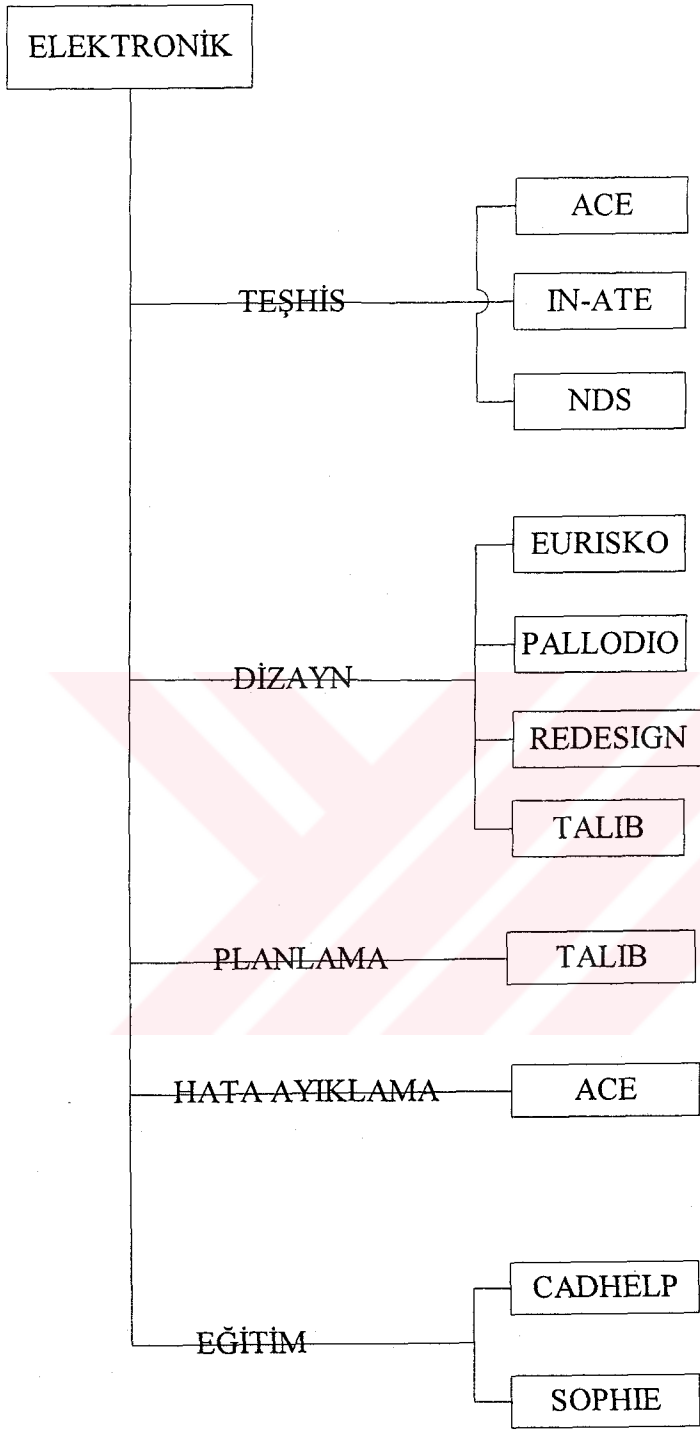 ELEKTRONİK
TEŞHİS
ACE
IN-ATE
NDS
DİZAYN
EURISKO
PALLODIO
REDESIGN
TALIB
PLANLAMA
TALIB
HATA AYIKLAMA
ACE
EĞİTİM
CADHELP
SOPHIE